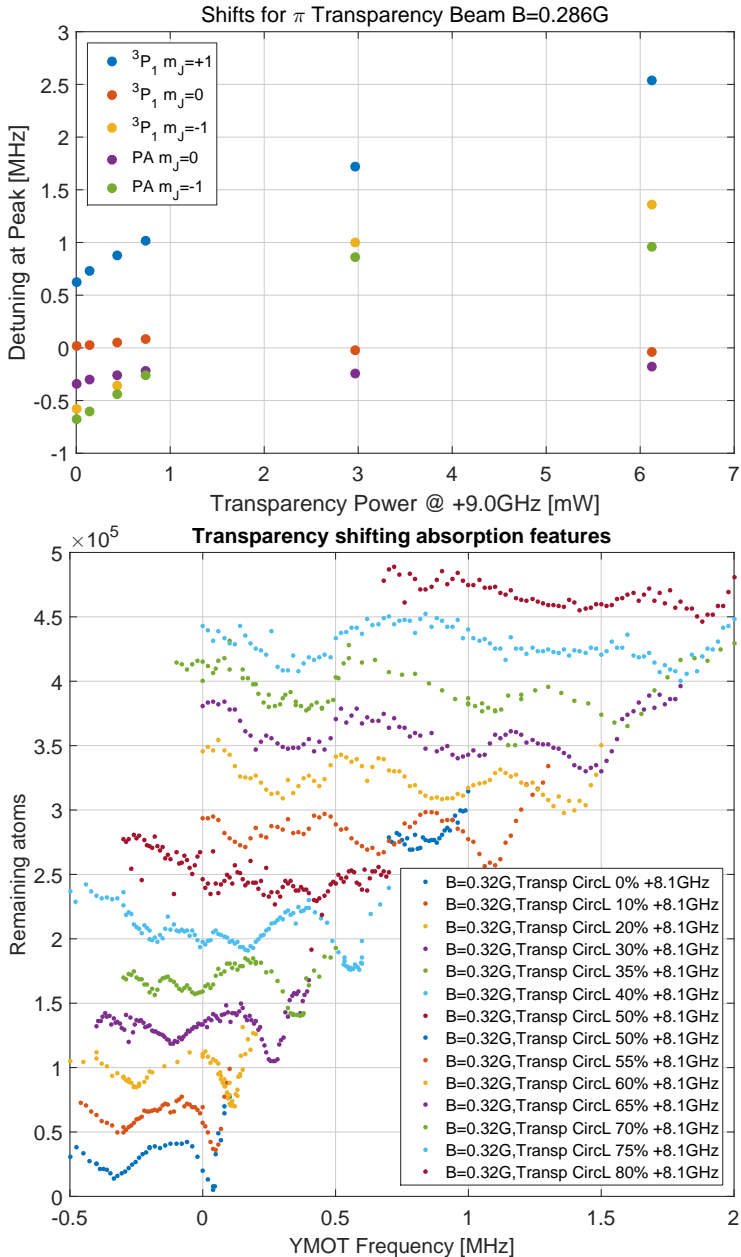 Shifts for π Transparency Beam B=0.286G
3
2.5
2
1.5
1
0.5
0
-0.5
-1
Detuning at Peak [MHz]
³P₁ mJ=+1
³P₁ mJ=0
³P₁ mJ=-1
PA mJ=0
PA mJ=-1
0 1 2 3 4 5 6 7
Transparency Power @ +9.0GHz [mW]
Transparency shifting absorption features
× 10⁵
5
4.5
4
3.5
3
2.5
2
1.5
1
0.5
0
Remaining atoms
B=0.32G,Transp CircL 0% +8.1GHz
B=0.32G,Transp CircL 10% +8.1GHz
B=0.32G,Transp CircL 20% +8.1GHz
B=0.32G,Transp CircL 30% +8.1GHz
B=0.32G,Transp CircL 35% +8.1GHz
B=0.32G,Transp CircL 40% +8.1GHz
B=0.32G,Transp CircL 50% +8.1GHz
B=0.32G,Transp CircL 50% +8.1GHz
B=0.32G,Transp CircL 55% +8.1GHz
B=0.32G,Transp CircL 60% +8.1GHz
B=0.32G,Transp CircL 65% +8.1GHz
B=0.32G,Transp CircL 70% +8.1GHz
B=0.32G,Transp CircL 75% +8.1GHz
B=0.32G,Transp CircL 80% +8.1GHz
-0.5 0 0.5 1 1.5 2
YMOT Frequency [MHz]